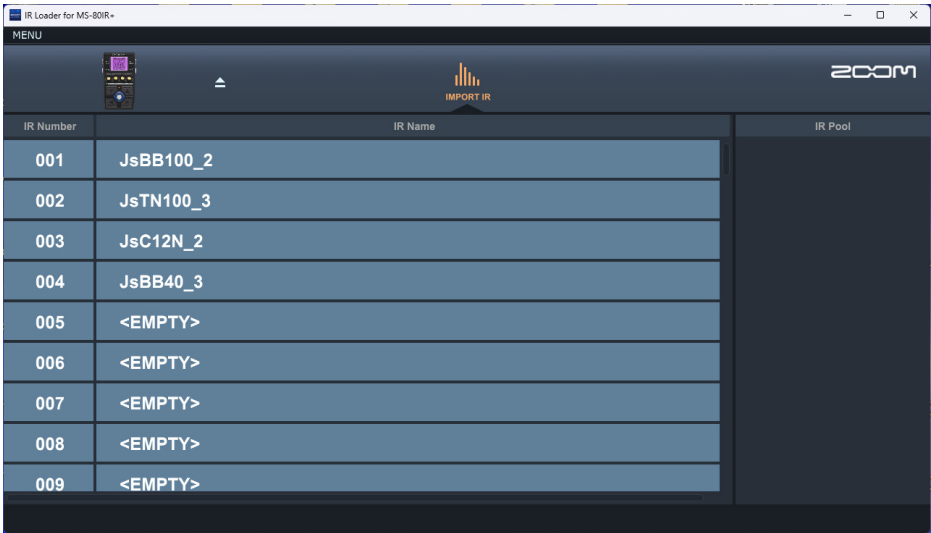 IR Loader for MS-80IR+
MENU
ZOOM
IMPORT IR
IR Number IR Name IR Pool
001 JsBB100_2
002 JsTN100_3
003 JsC12N_2
004 JsBB40_3
005 <EMPTY>
006 <EMPTY>
007 <EMPTY>
008 <EMPTY>
009 <EMPTY>